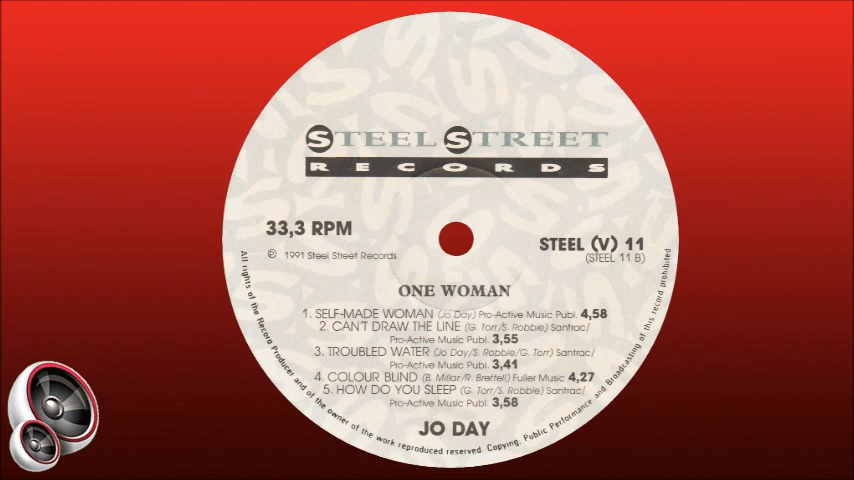 STEEL STREET
RECORDS
33,3 RPM
STEEL (V) 11
℗ 1991 Steel Street Records
(STEEL 11 B)
ONE WOMAN
1. SELF-MADE WOMAN (Jo Day) Pro-Active Music Publ. 4,58
2. CAN'T DRAW THE LINE (G. Torr/S. Robbie) Santrac/
Pro-Active Music Publ. 3,55
3. TROUBLED WATER (Jo Day/S. Robbie/G. Torr) Santrac/
Pro-Active Music Publ. 3,41
4. COLOUR BLIND (B. Millar/R. Brettell) Fuller Music 4,27
5. HOW DO YOU SLEEP (G. Torr/S. Robbie) Santrac/
Pro-Active Music Publ. 3,58
JO DAY
All rights of the Record Producer and of the owner of the work reproduced reserved. Copying, Public Performance and Broadcasting of this record prohibited